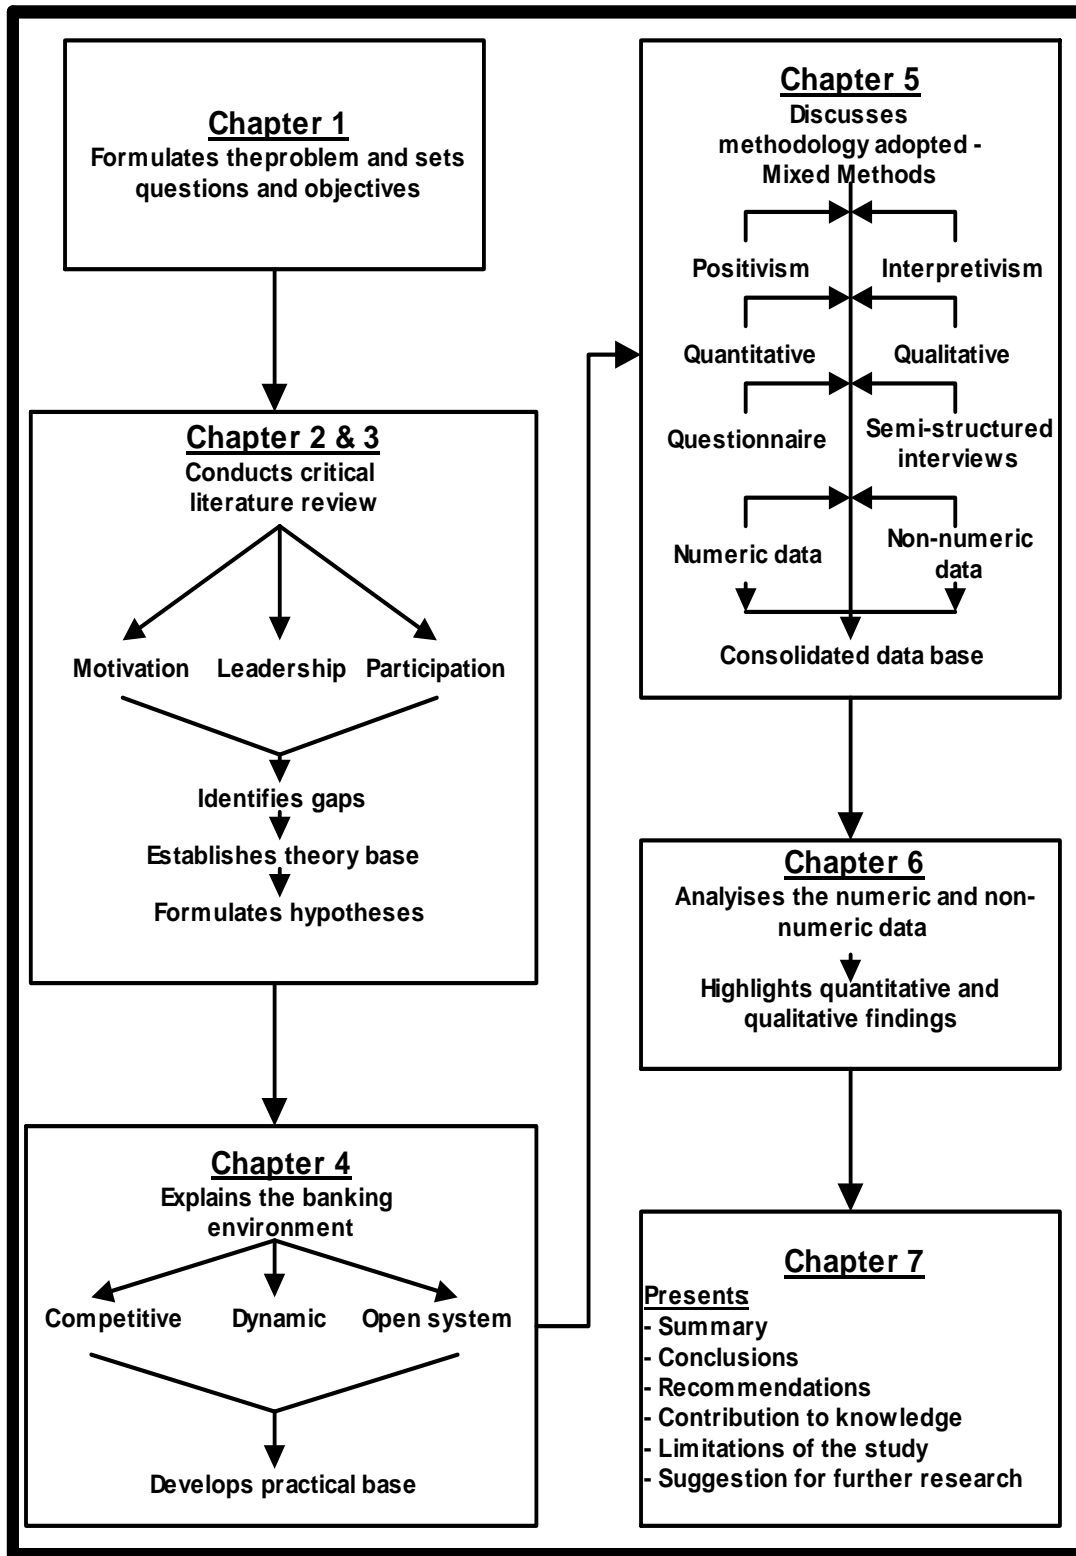 Chapter 1
Formulates theproblem and sets
questions and objectives
Chapter 2 & 3
Conducts critical
literature review
Motivation
Leadership
Participation
Identifies gaps
Establishes theory base
Formulates hypotheses
Chapter 4
Explains the banking
environment
Competitive
Dynamic
Open system
Develops practical base
Chapter 5
Discusses
methodology adopted -
Mixed Methods
Positivism
Interpretivism
Quantitative
Qualitative
Questionnaire
Semi-structured
interviews
Numeric data
Non-numeric
data
Consolidated data base
Chapter 6
Analyises the numeric and non-
numeric data
Highlights quantitative and
qualitative findings
Chapter 7
Presents:
- Summary
- Conclusions
- Recommendations
- Contribution to knowledge
- Limitations of the study
- Suggestion for further research